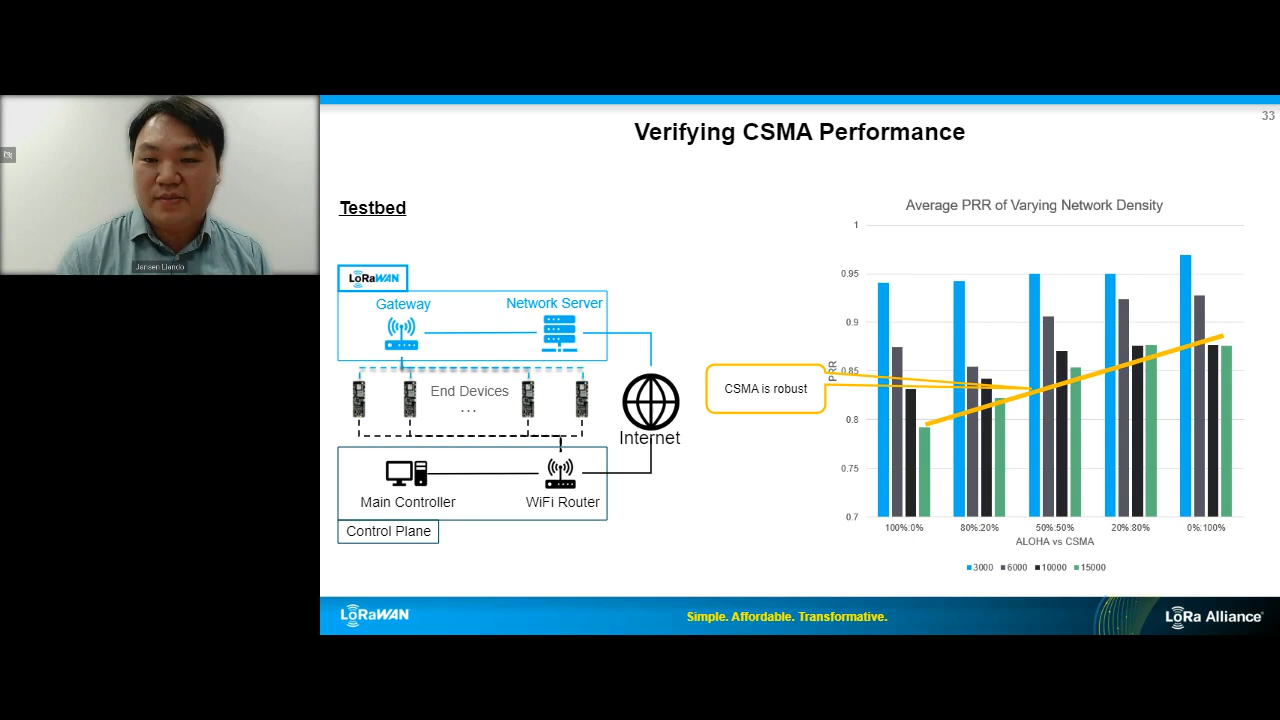 33
Verifying CSMA Performance
Jansen Liando
Testbed
LoRaWAN
Gateway
Network Server
End Devices
...
Internet
Main Controller
WiFi Router
Control Plane
CSMA is robust
Average PRR of Varying Network Density
1
0.95
0.9
0.85
0.8
0.75
0.7
PRR
100%:0%
80%:20%
50%:50%
20%:80%
0%:100%
ALOHA vs CSMA
3000
6000
10000
15000
LoRaWAN
Simple. Affordable. Transformative.
LoRa Alliance®